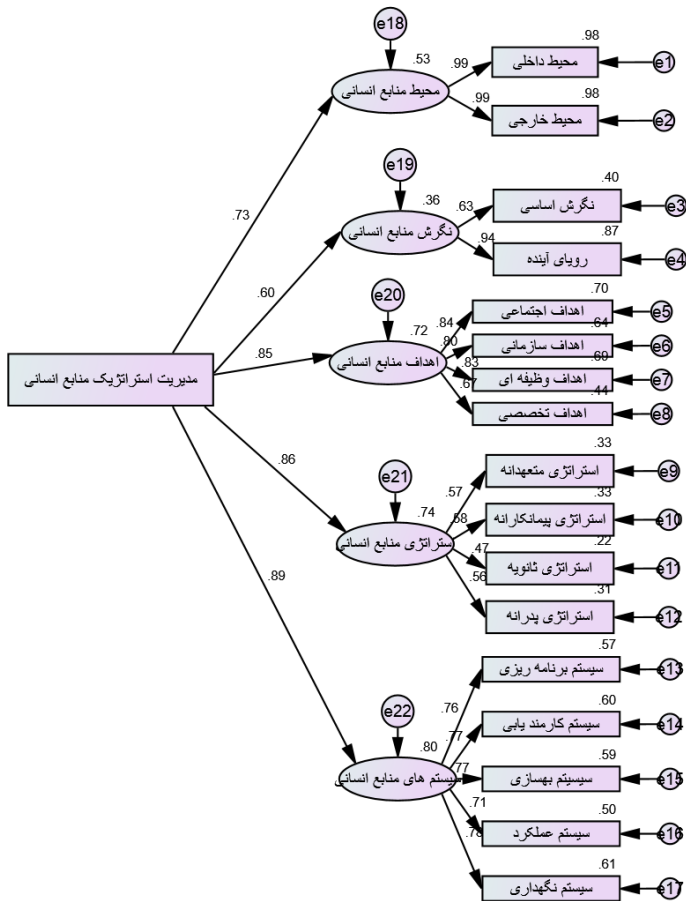 e18
.98
.53
محیط داخلی
e1
.99
محیط منابع انسانی
.98
.99
محیط خارجی
e2
e19
.40
.36
.63
نگرش اساسی
e3
.73
نگرش منابع انسانی
.87
.94
رویای آینده
e4
.60
e20
.70
.72
.84
اهداف اجتماعی
e5
.64
.80
اهداف سازمانی
e6
.85
اهداف منابع انسانی
.69
.83
اهداف وظیفه ای
e7
مدیریت استراتژیک منابع انسانی
.44
.67
اهداف تخصصی
e8
.86
e21
.33
.57
استراتژی متعهدانه
e9
.74
.33
.58
استراتژی پیمانکارانه
e10
ستراتژی منابع انسانی
.22
.47
استراتژی ثانویه
e11
.89
.31
.56
استراتژی پدرانه
e12
.57
.76
سیستم برنامه ریزی
e13
e22
.60
.80
.77
سیستم کارمند یابی
e14
سیستم های منابع انسانی
.59
.77
سیسیتم بهسازی
e15
.50
.71
سیستم عملکرد
e16
.61
.78
سیستم نگهداری
e17